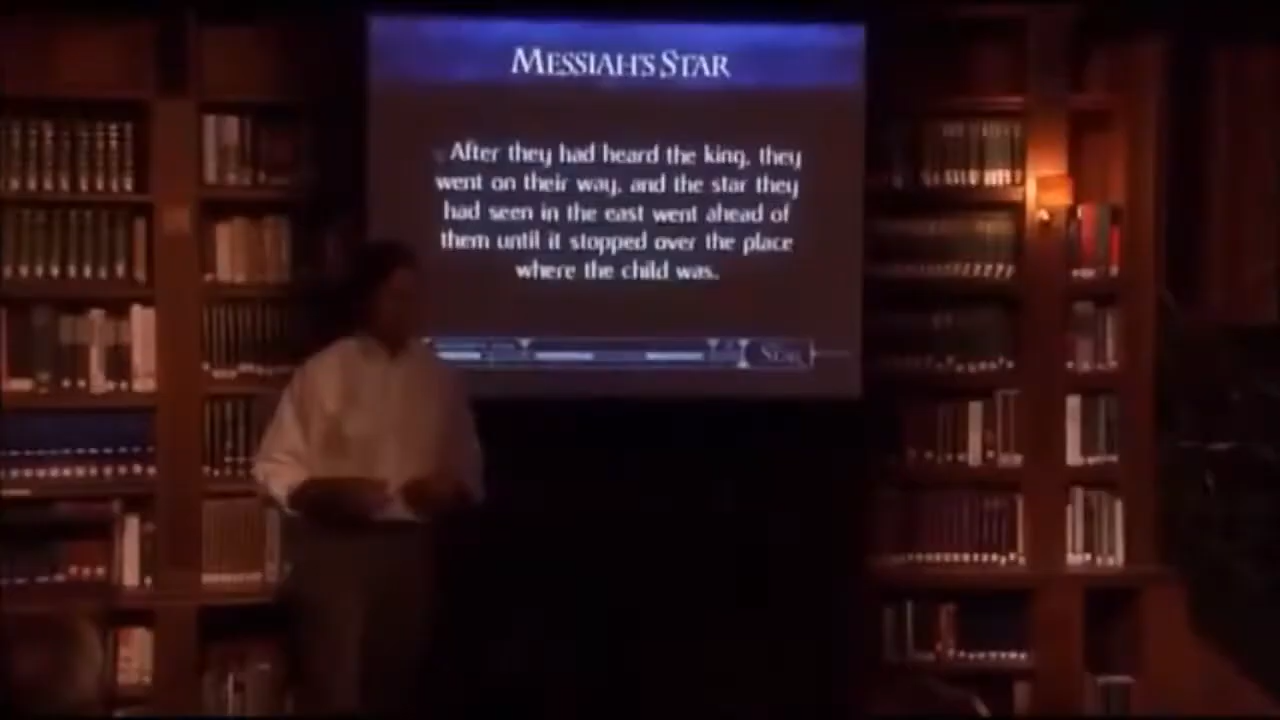 MESSIAH'S STAR
After they had heard the king, they
went on their way, and the star they
had seen in the east went ahead of
them until it stopped over the place
where the child was.
STAR